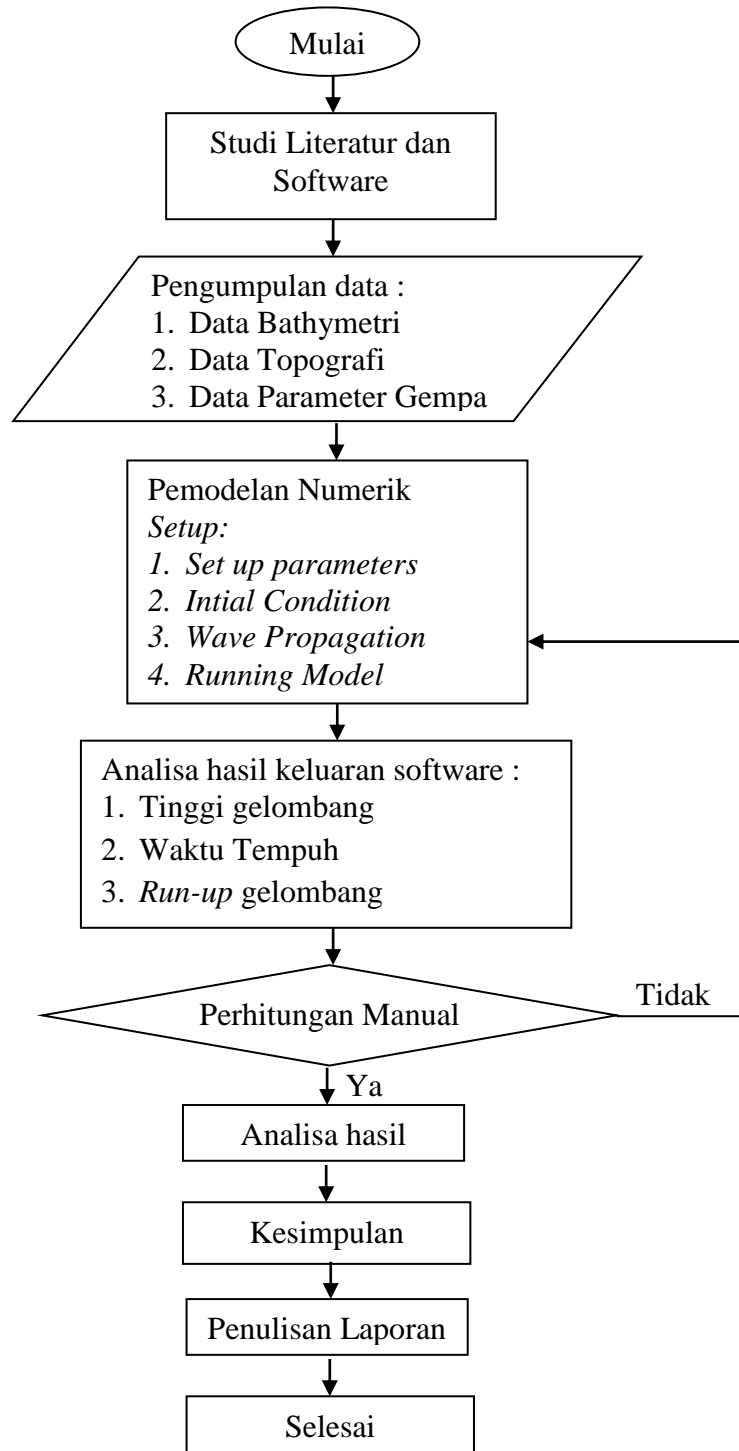 Mulai
Studi Literatur dan
Software
Pengumpulan data :
1. Data Bathymetri
2. Data Topografi
3. Data Parameter Gempa
Pemodelan Numerik
Setup:
1. Set up parameters
2. Intial Condition
3. Wave Propagation
4. Running Model
Analisa hasil keluaran software :
1. Tinggi gelombang
2. Waktu Tempuh
3. Run-up gelombang
Perhitungan Manual
Tidak
Ya
Analisa hasil
Kesimpulan
Penulisan Laporan
Selesai